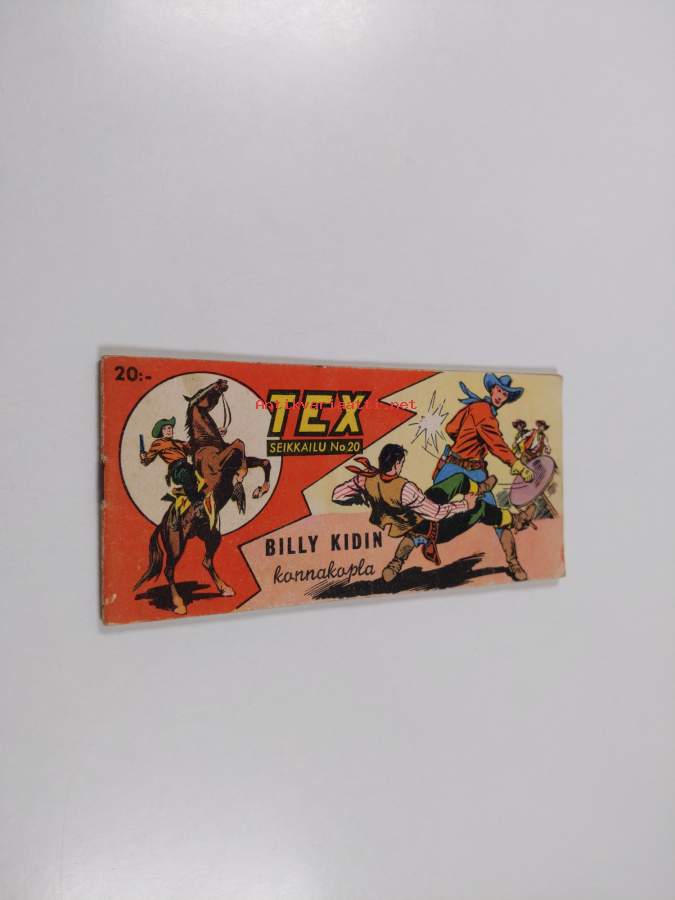 20:-
TEX
Antikvariaatti.net
SEIKKAILU No 20
BILLY KIDIN
konnakopla